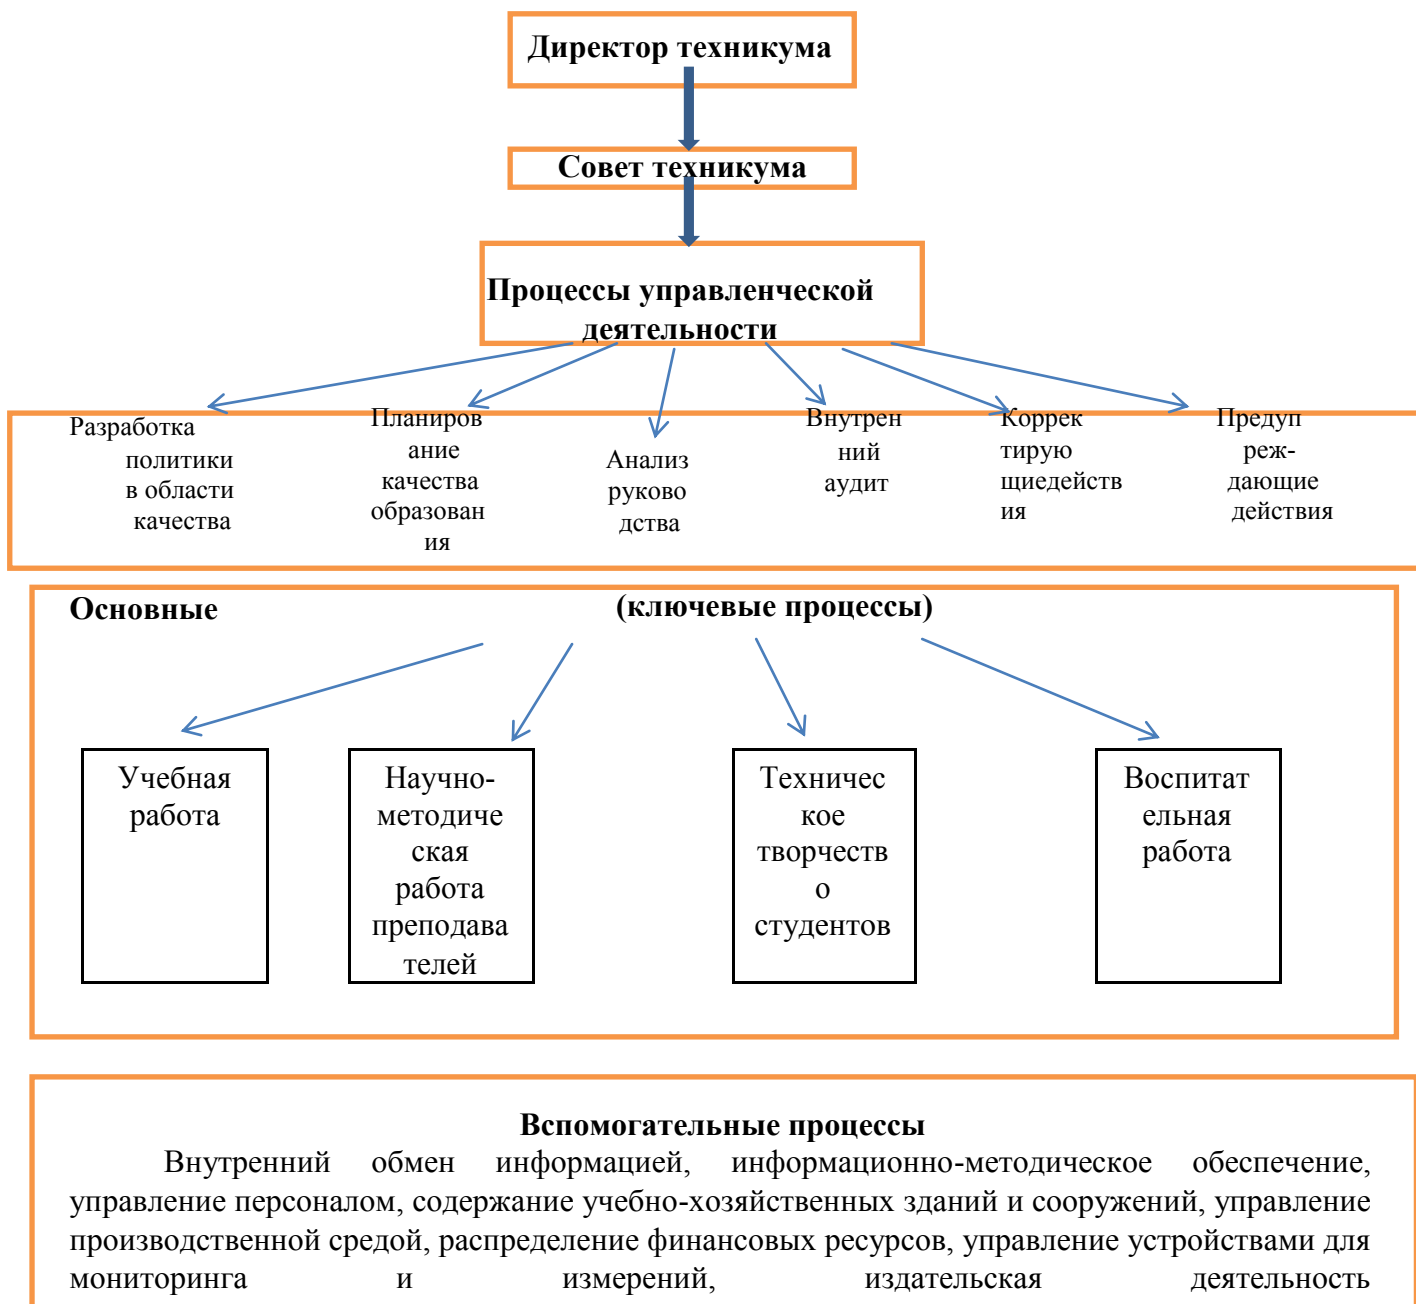 Директор техникума
Совет техникума
Процессы управленческой
деятельности
Разработка
политики
в области
качества
Планиров
ание
качества
образован
ия
Анализ
руково
дства
Внутрен
ний
аудит
Коррек
тирую
щиедейств
ия
Предуп
реж-
дающие
действия
Основные (ключевые процессы)
Учебная
работа
Научно-
методиче
ская
работа
преподава
телей
Техничес
кое
творчеств
о
студентов
Воспитат
ельная
работа
Вспомогательные процессы
Внутренний обмен информацией, информационно-методическое обеспечение,
управление персоналом, содержание учебно-хозяйственных зданий и сооружений, управление
производственной средой, распределение финансовых ресурсов, управление устройствами для
мониторинга и измерений, издательская деятельность